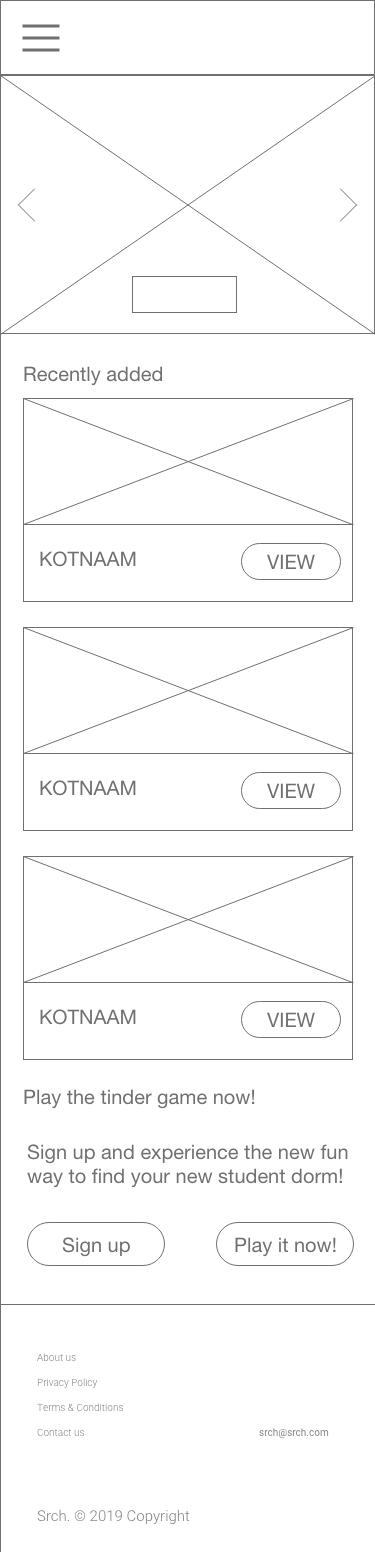 Recently added
KOTNAAM
VIEW
KOTNAAM
VIEW
KOTNAAM
VIEW
Play the tinder game now!
Sign up and experience the new fun
way to find your new student dorm!
Sign up
Play it now!
About us
Privacy Policy
Terms & Conditions
Contact us
srch@srch.com
Srch. © 2019 Copyright